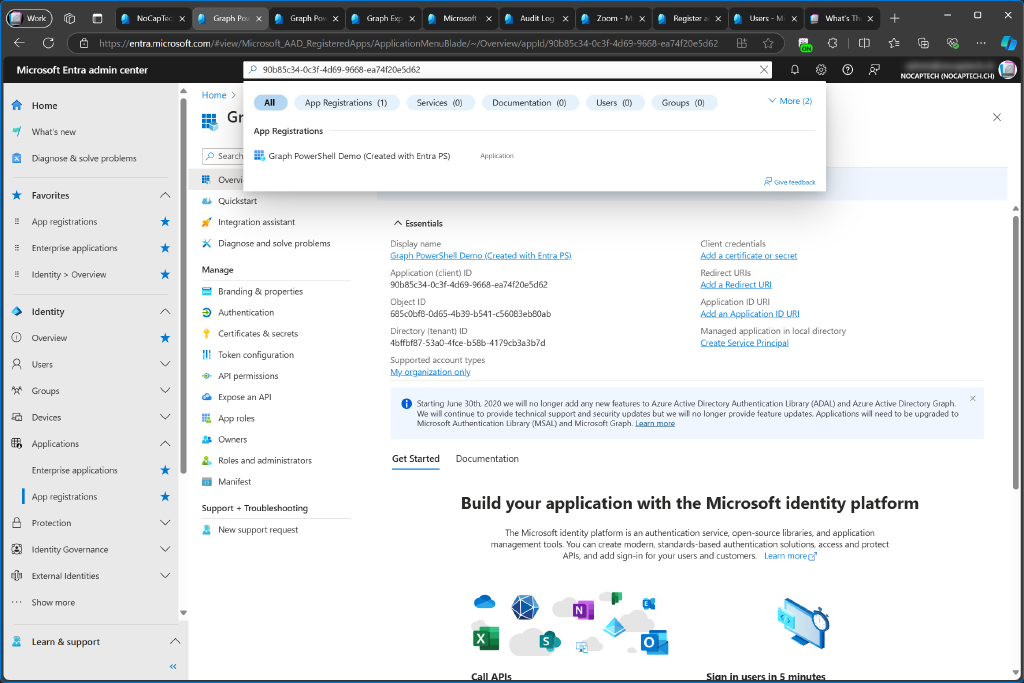 Work
NoCapTec
Graph Pow
Graph Pow
Graph Exp
Microsoft
Audit Log
Zoom - M
Register a
Users - M
What's Th
https://entra.microsoft.com/#view/Microsoft_AAD_RegisteredApps/ApplicationMenuBlade/~/Overview/appId/90b85c34-0c3f-4d69-9668-ea74f20e5d62
ON
Microsoft Entra admin center
90b85c34-0c3f-4d69-9668-ea74f20e5d62
NOCAPTECH (NOCAPTECH.CH)
All
App Registrations (1)
Services (0)
Documentation (0)
Users (0)
Groups (0)
More (2)
App Registrations
Graph PowerShell Demo (Created with Entra PS)
Application
Give feedback
Home
What's new
Diagnose & solve problems
Favorites
App registrations
Enterprise applications
Identity > Overview
Identity
Overview
Users
Groups
Devices
Applications
Enterprise applications
App registrations
Protection
Identity Governance
External Identities
Show more
Learn & support
Home >
Gr
Search
Overvi
Quickstart
Integration assistant
Diagnose and solve problems
Manage
Branding & properties
Authentication
Certificates & secrets
Token configuration
API permissions
Expose an API
App roles
Owners
Roles and administrators
Manifest
Support + Troubleshooting
New support request
Essentials
Display name
Graph PowerShell Demo (Created with Entra PS)
Application (client) ID
90b85c34-0c3f-4d69-9668-ea74f20e5d62
Object ID
685c0bf8-0d65-4b39-b541-c56083eb80ab
Directory (tenant) ID
4bffbf87-53a0-4fce-b58b-4179cb3a3b7d
Supported account types
My organization only
Client credentials
Add a certificate or secret
Redirect URIs
Add a Redirect URI
Application ID URI
Add an Application ID URI
Managed application in local directory
Create Service Principal
Starting June 30th, 2020 we will no longer add any new features to Azure Active Directory Authentication Library (ADAL) and Azure Active Directory Graph.
We will continue to provide technical support and security updates but we will no longer provide feature updates. Applications will need to be upgraded to
Microsoft Authentication Library (MSAL) and Microsoft Graph. Learn more
Get Started
Documentation
Build your application with the Microsoft identity platform
The Microsoft identity platform is an authentication service, open-source libraries, and application
management tools. You can create modern, standards-based authentication solutions, access and protect
APIs, and add sign-in for your users and customers. Learn more
Call APIs
Sign in users in 5 minutes